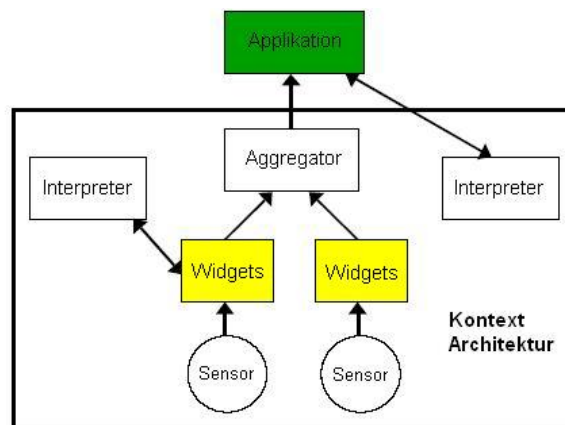 Applikation
Aggregator
Interpreter
Interpreter
Widgets
Widgets
Kontext
Architektur
Sensor
Sensor